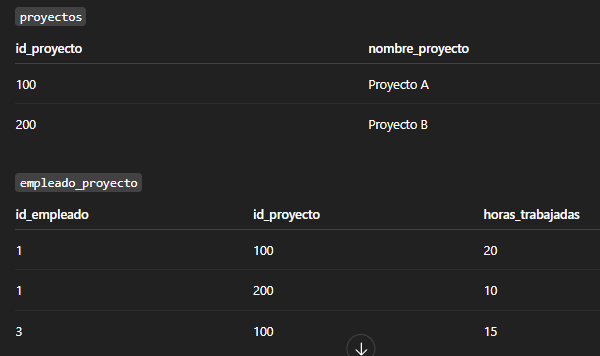 proyectos
id_proyecto nombre_proyecto
100 Proyecto A
200 Proyecto B
empleado_proyecto
id_empleado id_proyecto horas_trabajadas
1 100 20
1 200 10
3 100 15